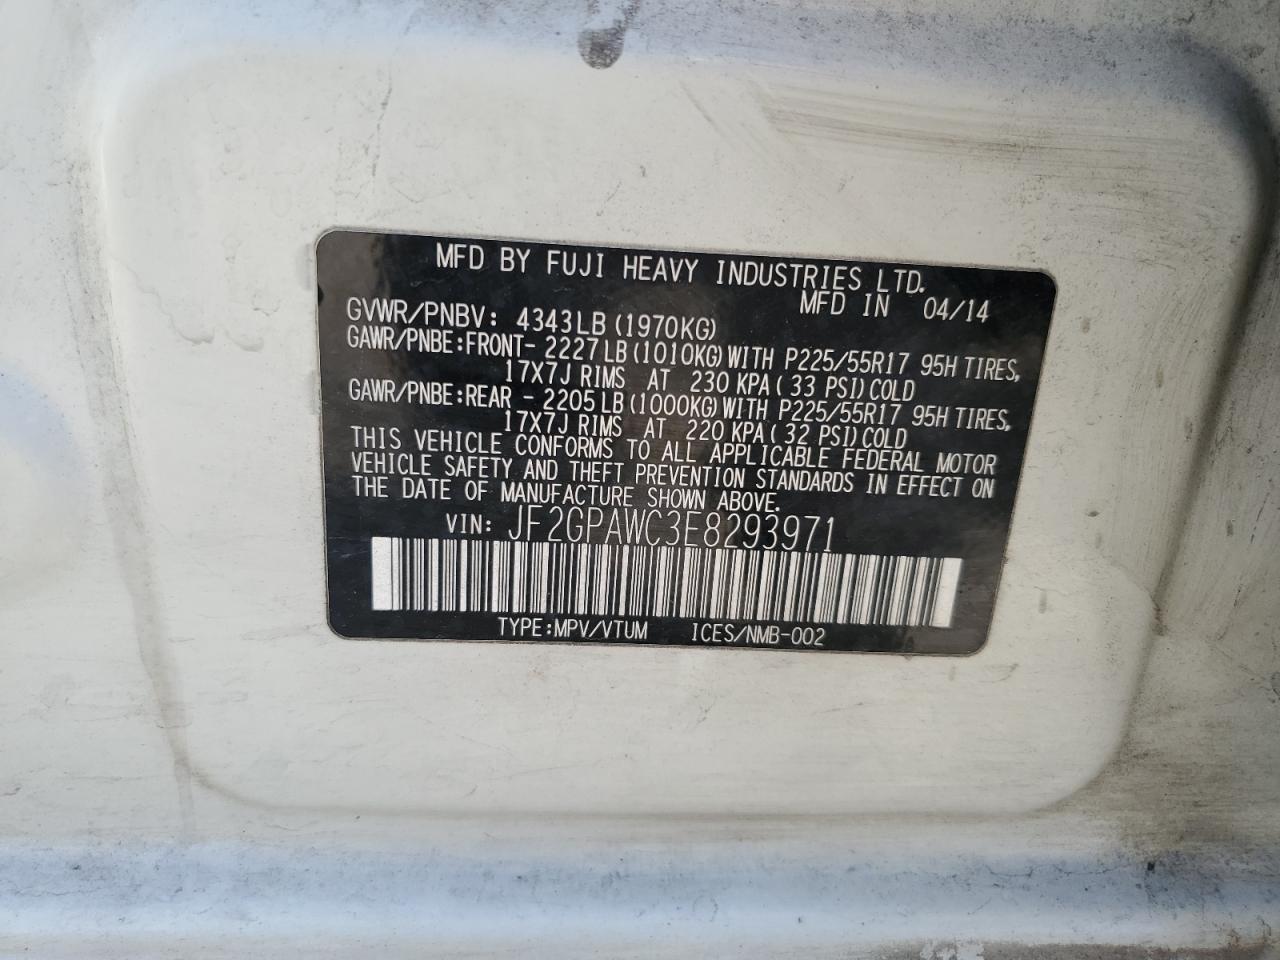 MFD BY FUJI HEAVY INDUSTRIES LTD.
MFD IN 04/14
GVWR/PNBV: 4343LB (1970KG)
GAWR/PNBE:FRONT- 2227LB (1010KG) WITH P225/55R17 95H TIRES,
17X7J RIMS AT 230 KPA ( 33 PSI) COLD
GAWR/PNBE:REAR - 2205LB (1000KG) WITH P225/55R17 95H TIRES,
17X7J RIMS AT 220 KPA ( 32 PSI) COLD
THIS VEHICLE CONFORMS TO ALL APPLICABLE FEDERAL MOTOR
VEHICLE SAFETY AND THEFT PREVENTION STANDARDS IN EFFECT ON
THE DATE OF MANUFACTURE SHOWN ABOVE.
VIN: JF2GPAWC3E8293971
TYPE:MPV/VTUM ICES/NMB-002